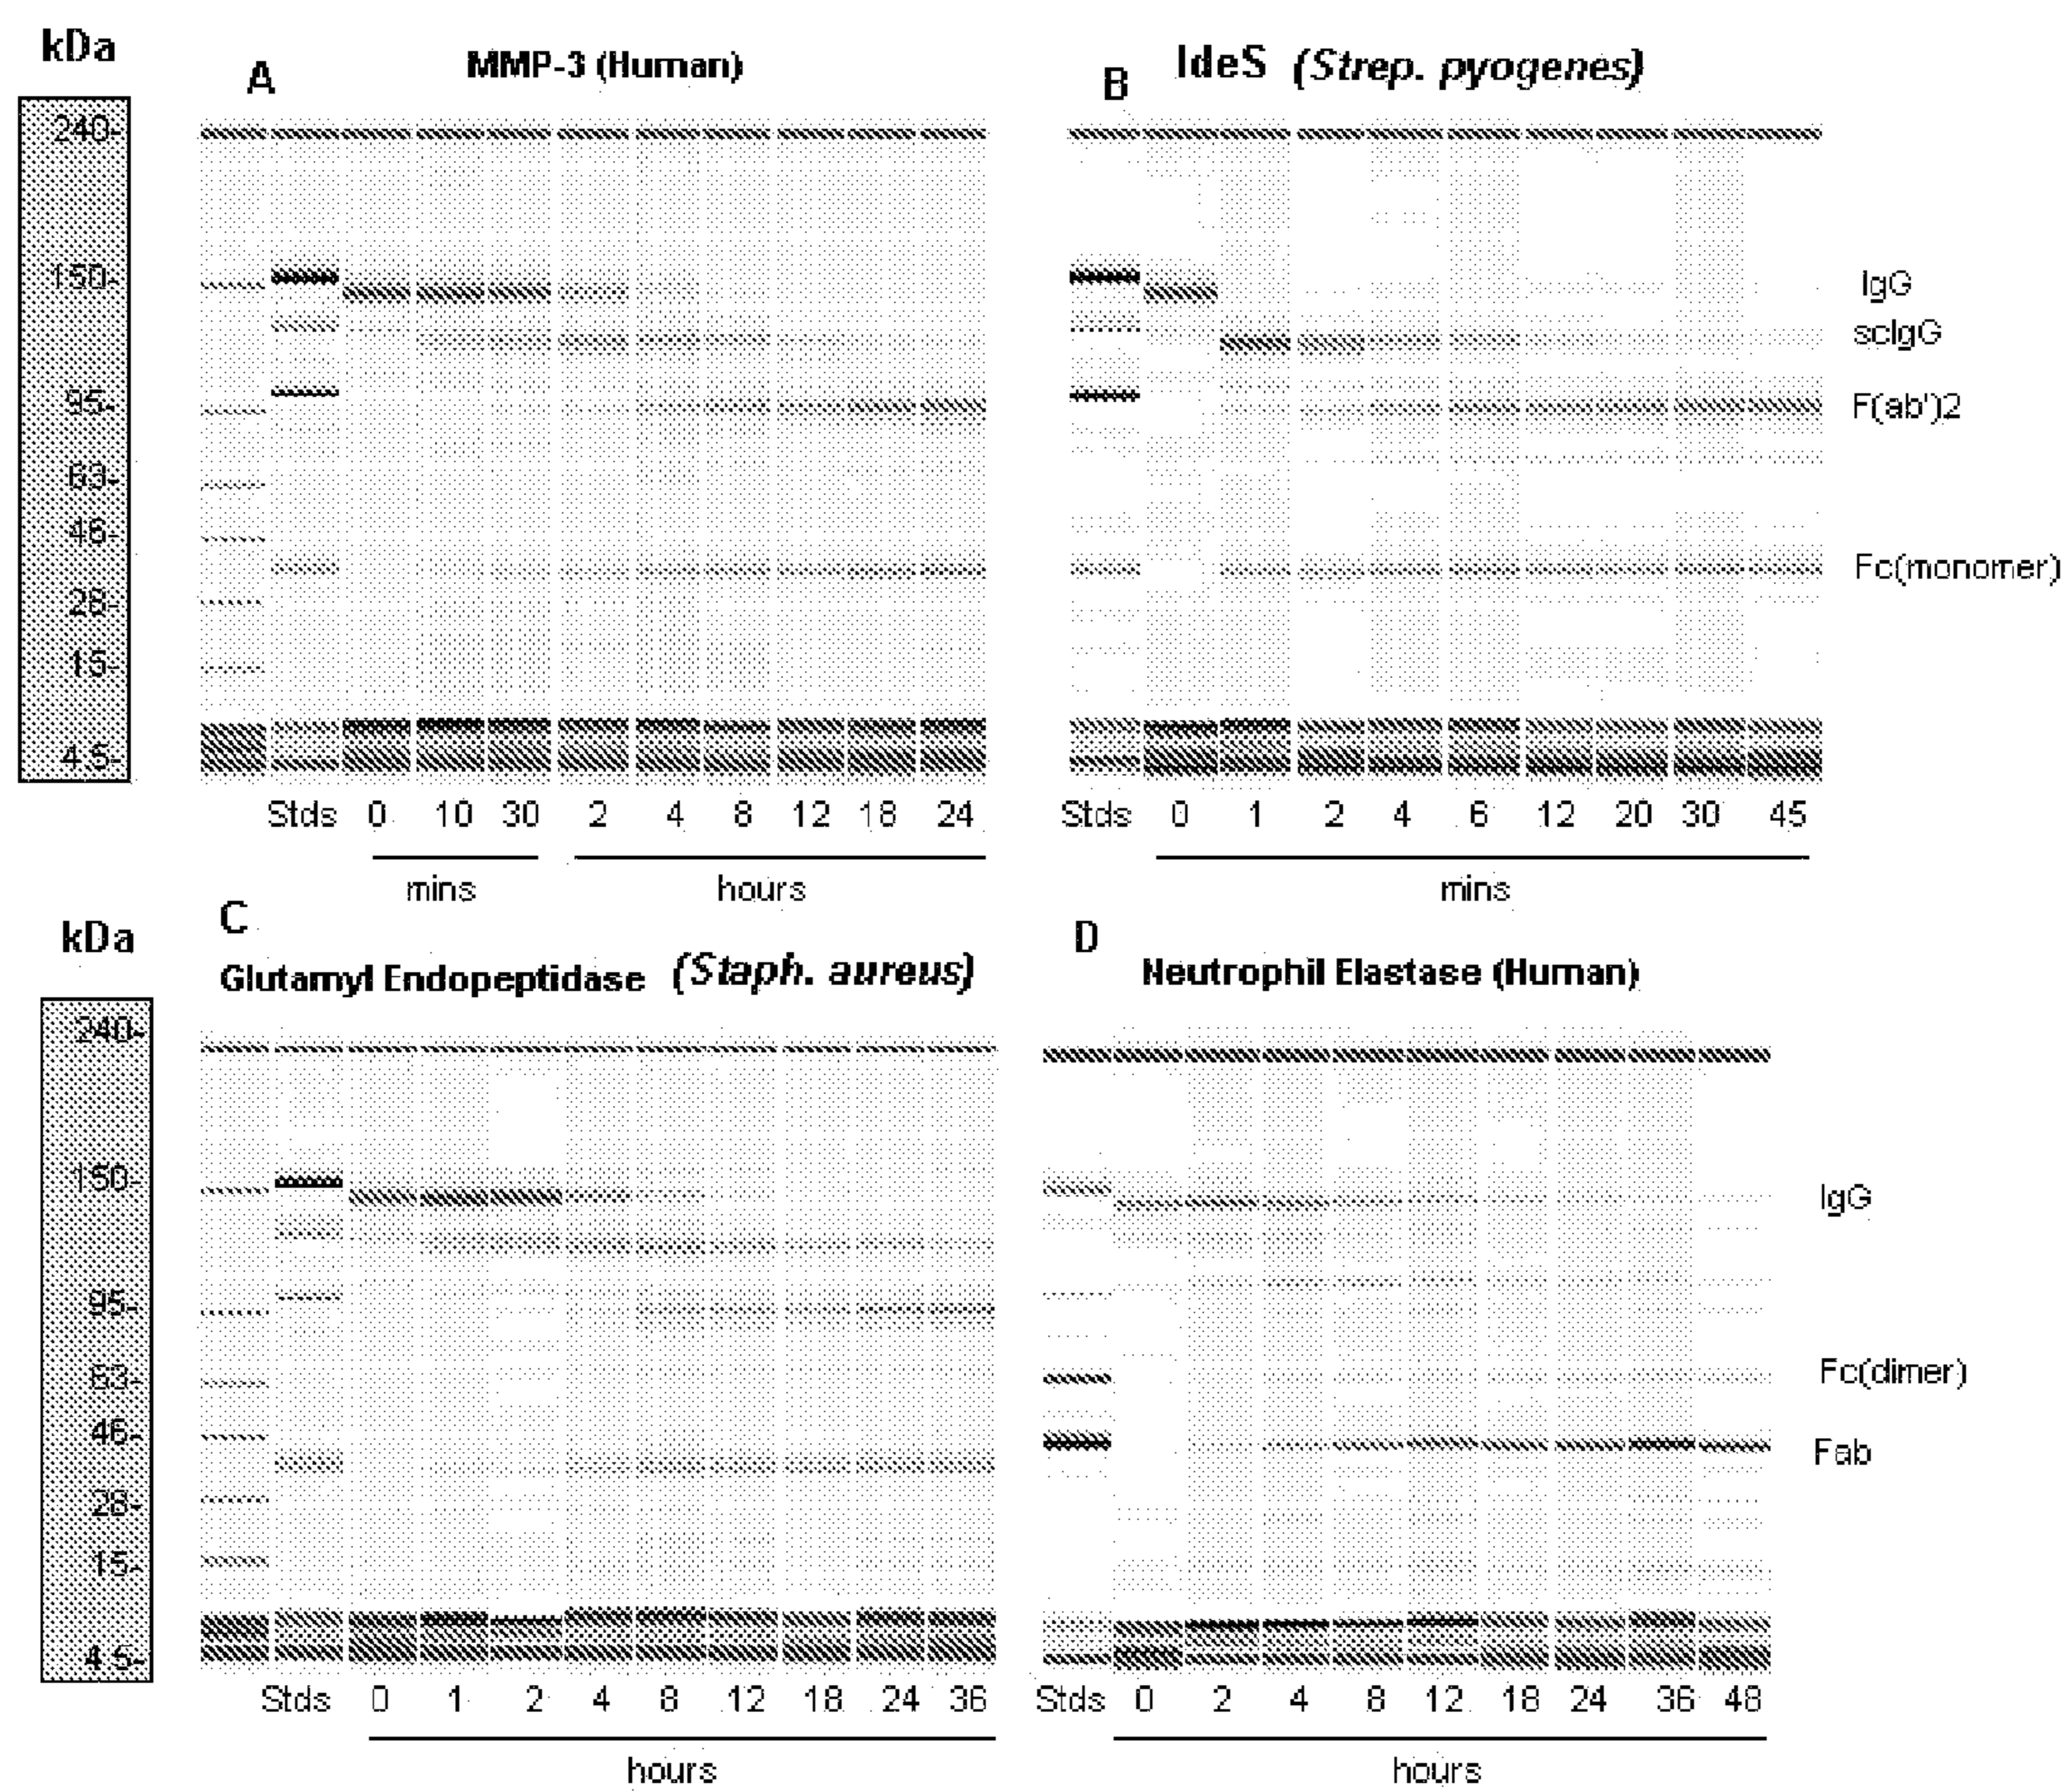 kDa
A
MMP-3 (Human)
B
IdeS (Strep. pyogenes)
240-
150-
95-
63-
46-
28-
15-
4.5-
IgG
scIgG
F(ab')2
Fc(monomer)
Stds 0 10 30 2 4 8 12 18 24
mins hours
Stds 0 1 2 4 6 12 20 30 45
mins
kDa
C
Glutamyl Endopeptidase (Staph. aureus)
D
Neutrophil Elastase (Human)
240-
150-
95-
63-
46-
28-
15-
4.5-
IgG
Fc(dimer)
Fab
Stds 0 1 2 4 8 12 18 24 36
hours
Stds 0 2 4 8 12 18 24 36 48
hours